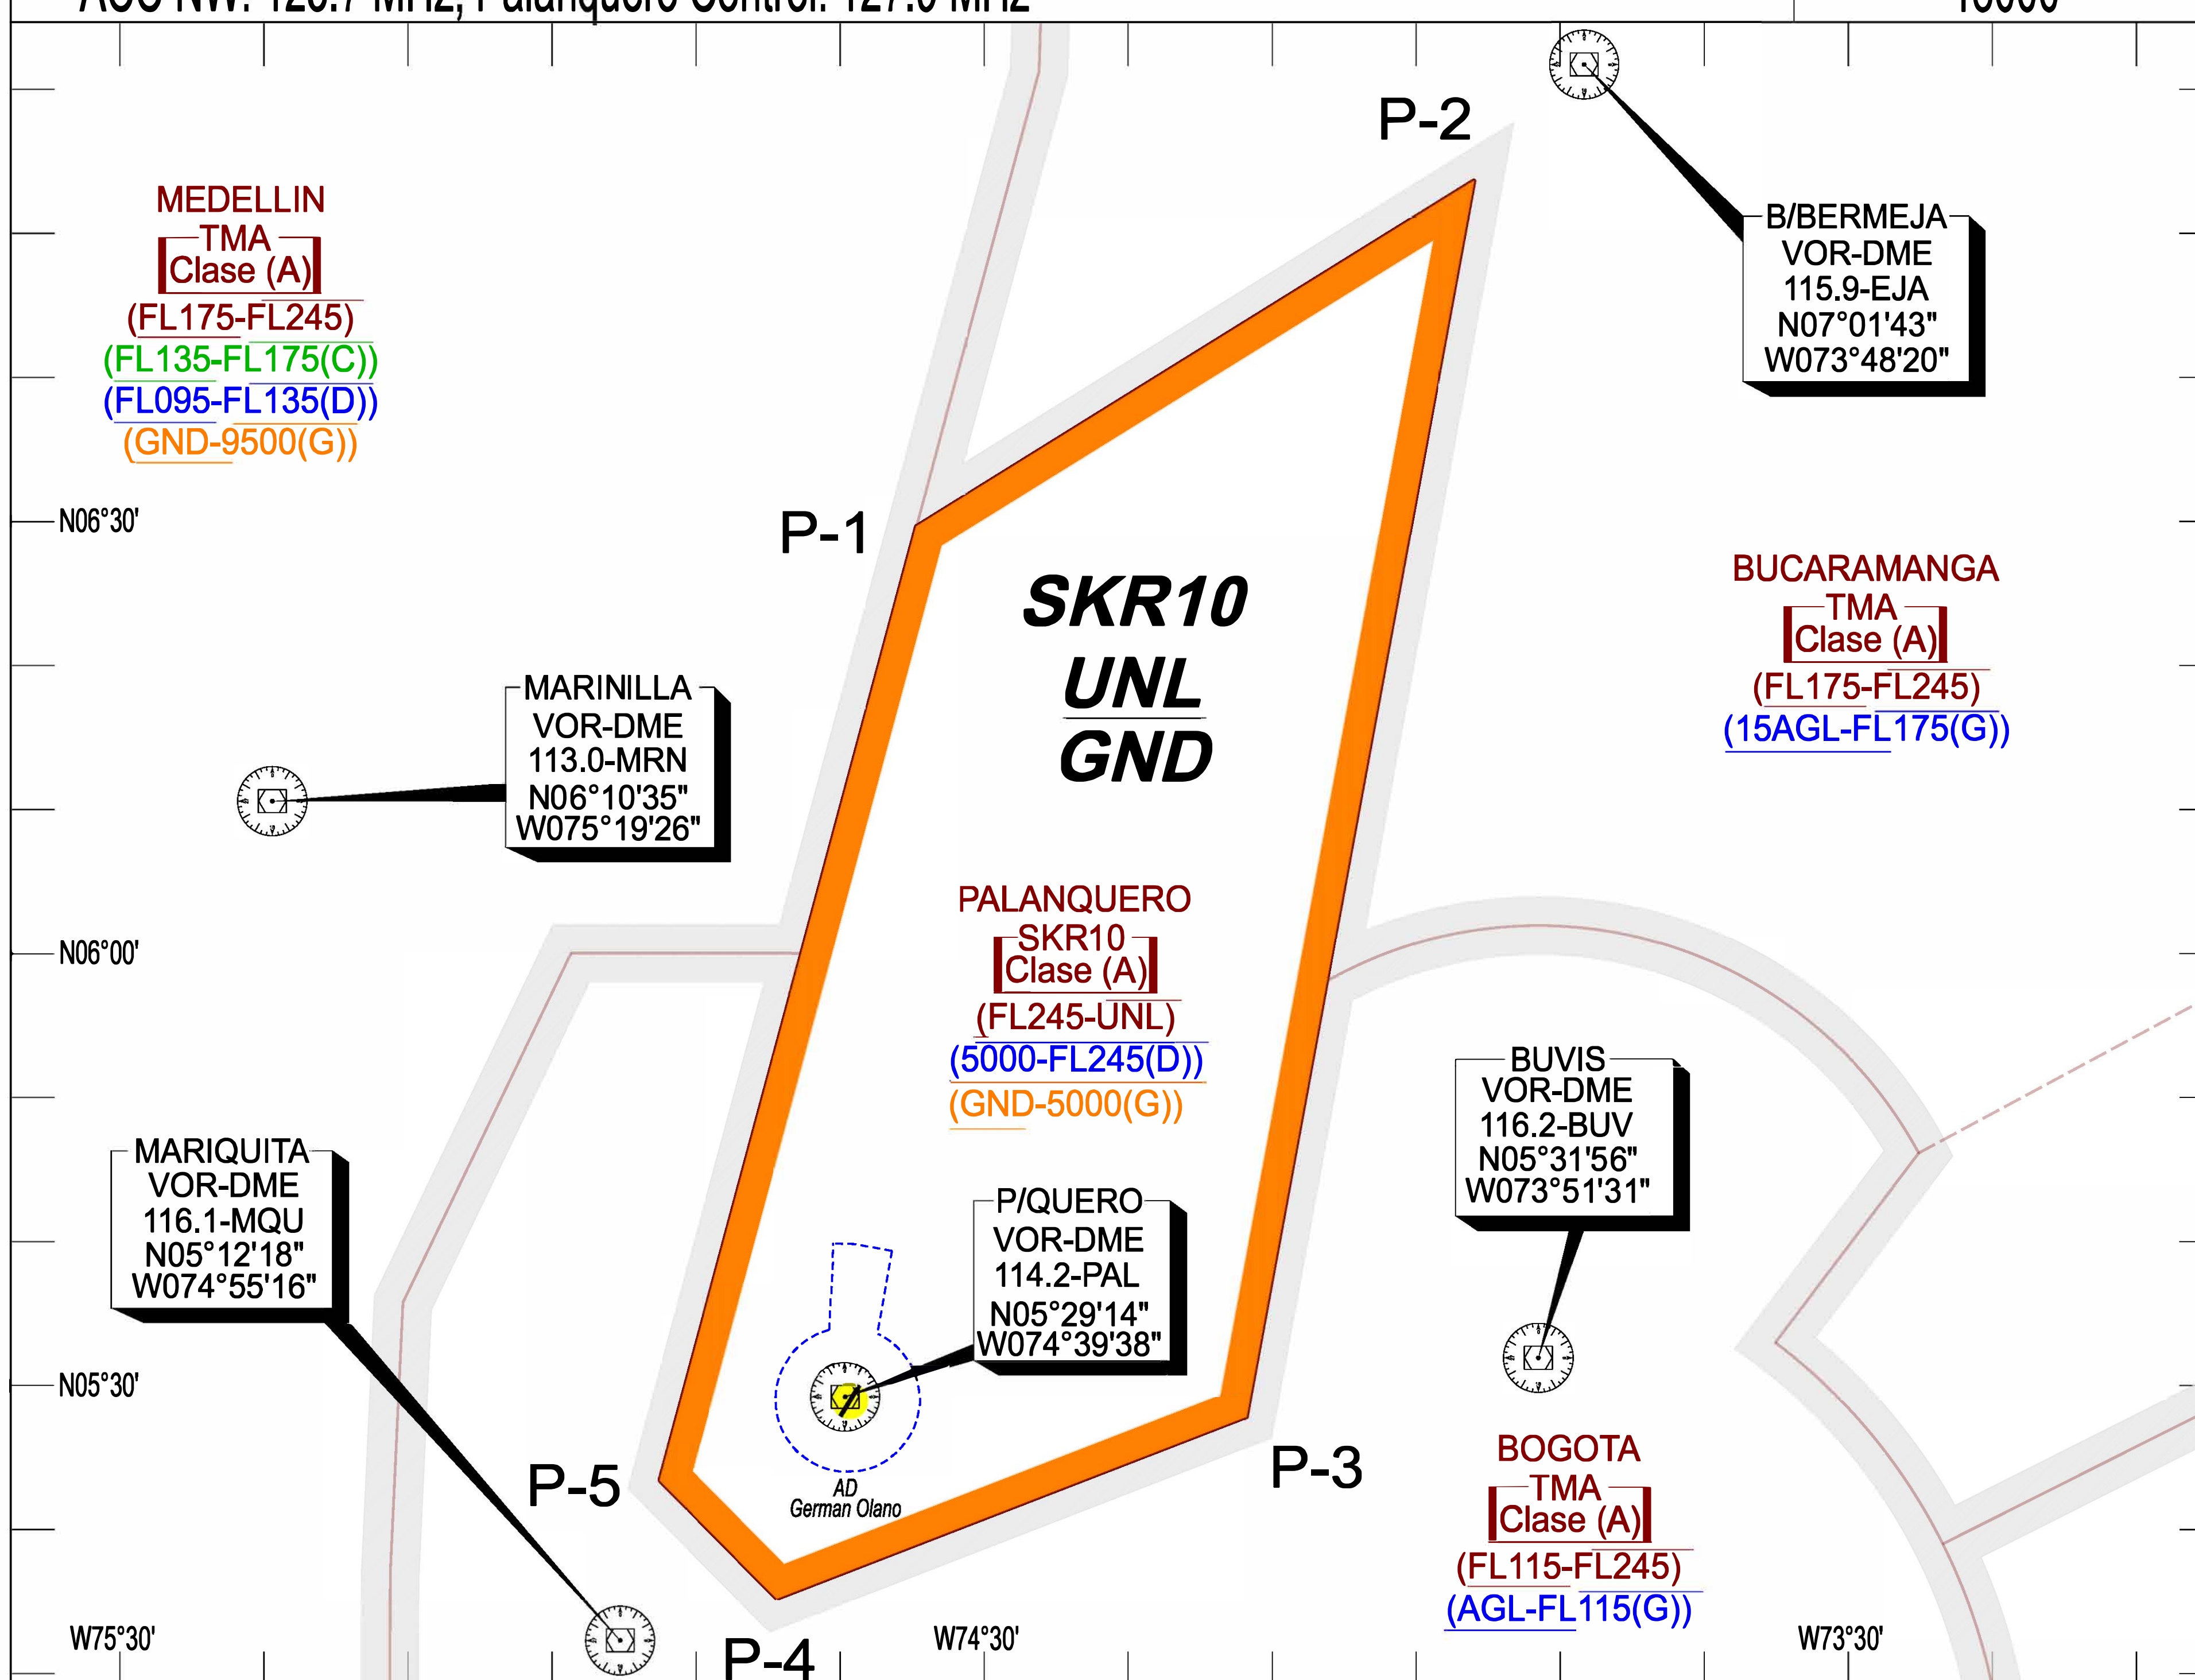 P-2
MEDELLIN
TMA
Clase (A)
(FL175-FL245)
(FL135-FL175(C))
(FL095-FL135(D))
(GND-9500(G))
B/BERMEJA
VOR-DME
115.9-EJA
N07°01'43"
W073°48'20"
N06°30'
P-1
SKR10
UNL
GND
BUCARAMANGA
TMA
Clase (A)
(FL175-FL245)
(15AGL-FL175(G))
MARINILLA
VOR-DME
113.0-MRN
N06°10'35"
W075°19'26"
N06°00'
PALANQUERO
SKR10
Clase (A)
(FL245-UNL)
(5000-FL245(D))
(GND-5000(G))
BUVIS
VOR-DME
116.2-BUV
N05°31'56"
W073°51'31"
MARIQUITA
VOR-DME
116.1-MQU
N05°12'18"
W074°55'16"
P/QUERO
VOR-DME
114.2-PAL
N05°29'14"
W074°39'38"
N05°30'
P-5
AD
German Olano
P-3
BOGOTA
TMA
Clase (A)
(FL115-FL245)
(AGL-FL115(G))
W75°30'
P-4
W74°30'
W73°30'